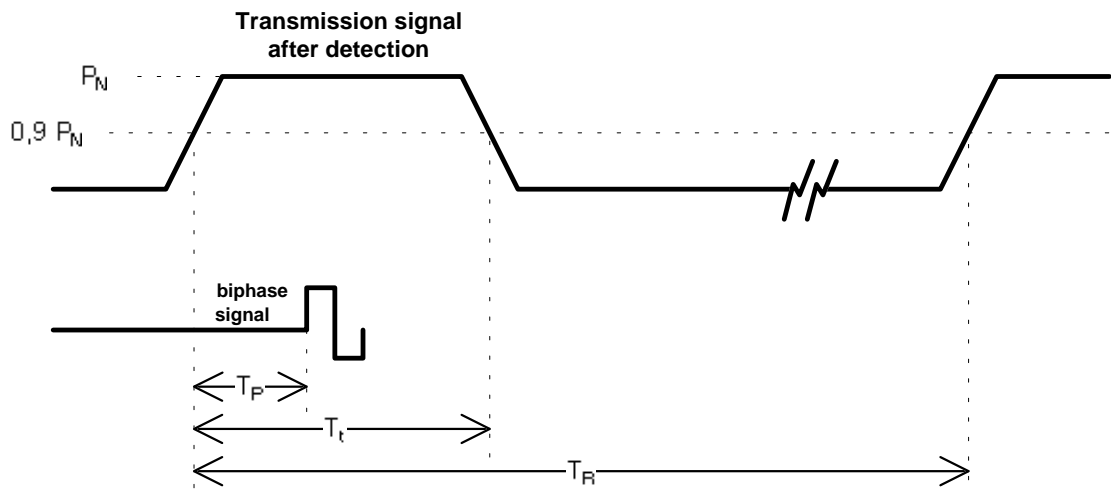 Transmission signal
after detection
P_N
0,9 P_N
biphase
signal
T_P
T_t
T_R